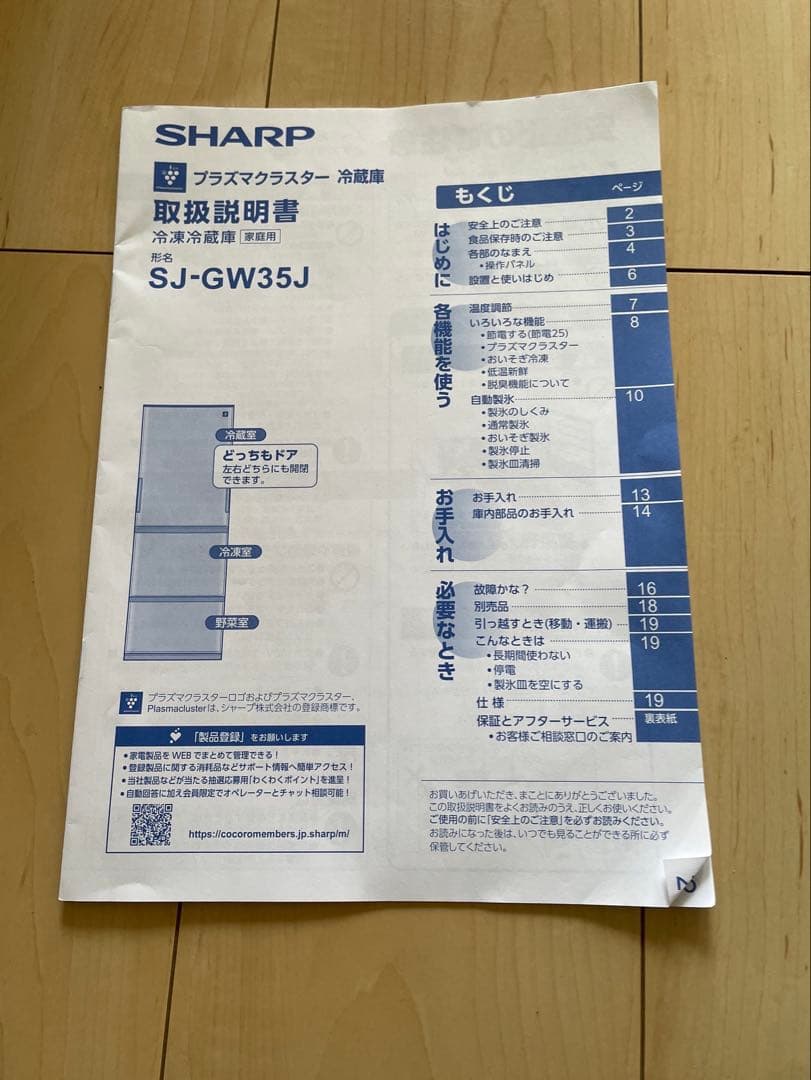 SHARP
プラズマクラスター 冷蔵庫
取扱説明書
冷凍冷蔵庫 家庭用
形名
SJ-GW35J
冷蔵室
どっちもドア
左右どちらにも開閉
できます。
冷凍室
野菜室
プラズマクラスターロゴおよびプラズマクラスター、
Plasmaclusterは、シャープ株式会社の登録商標です。
「製品登録」をお願いします
•家電製品を WEB でまとめて管理できる!
•登録製品に関する消耗品などサポート情報へ簡単アクセス!
•当社製品などが当たる抽選応募用「わくわくポイント」を進呈!
•自動回答に加え会員限定でオペレーターとチャット相談可能!
https://cocoromembers.jp.sharp/m/
もくじ ページ
はじめに
安全上のご注意 2
食品保存時のご注意 3
各部のなまえ 4
•操作パネル
設置と使いはじめ 6
各機能を使う
温度調節 7
いろいろな機能 8
•節電する(節電25)
•プラズマクラスター
•おいそぎ冷凍
•低温新鮮
•脱臭機能について
自動製氷 10
•製氷のしくみ
•通常製氷
•おいそぎ製氷
•製氷停止
•製氷皿清掃
お手入れ
お手入れ 13
庫内部品のお手入れ 14
必要なとき
故障かな? 16
別売品 18
引っ越すとき(移動・運搬) 19
こんなときは 19
•長期間使わない
•停電
•製氷皿を空にする
仕様 19
保証とアフターサービス 裏表紙
•お客様ご相談窓口のご案内
お買いあげいただき、まことにありがとうございました。
この取扱説明書をよくお読みのうえ、正しくお使いください。
ご使用の前に「安全上のご注意」を必ずお読みください。
お読みになった後は、いつでも見ることができる所に必ず
保管してください。
2